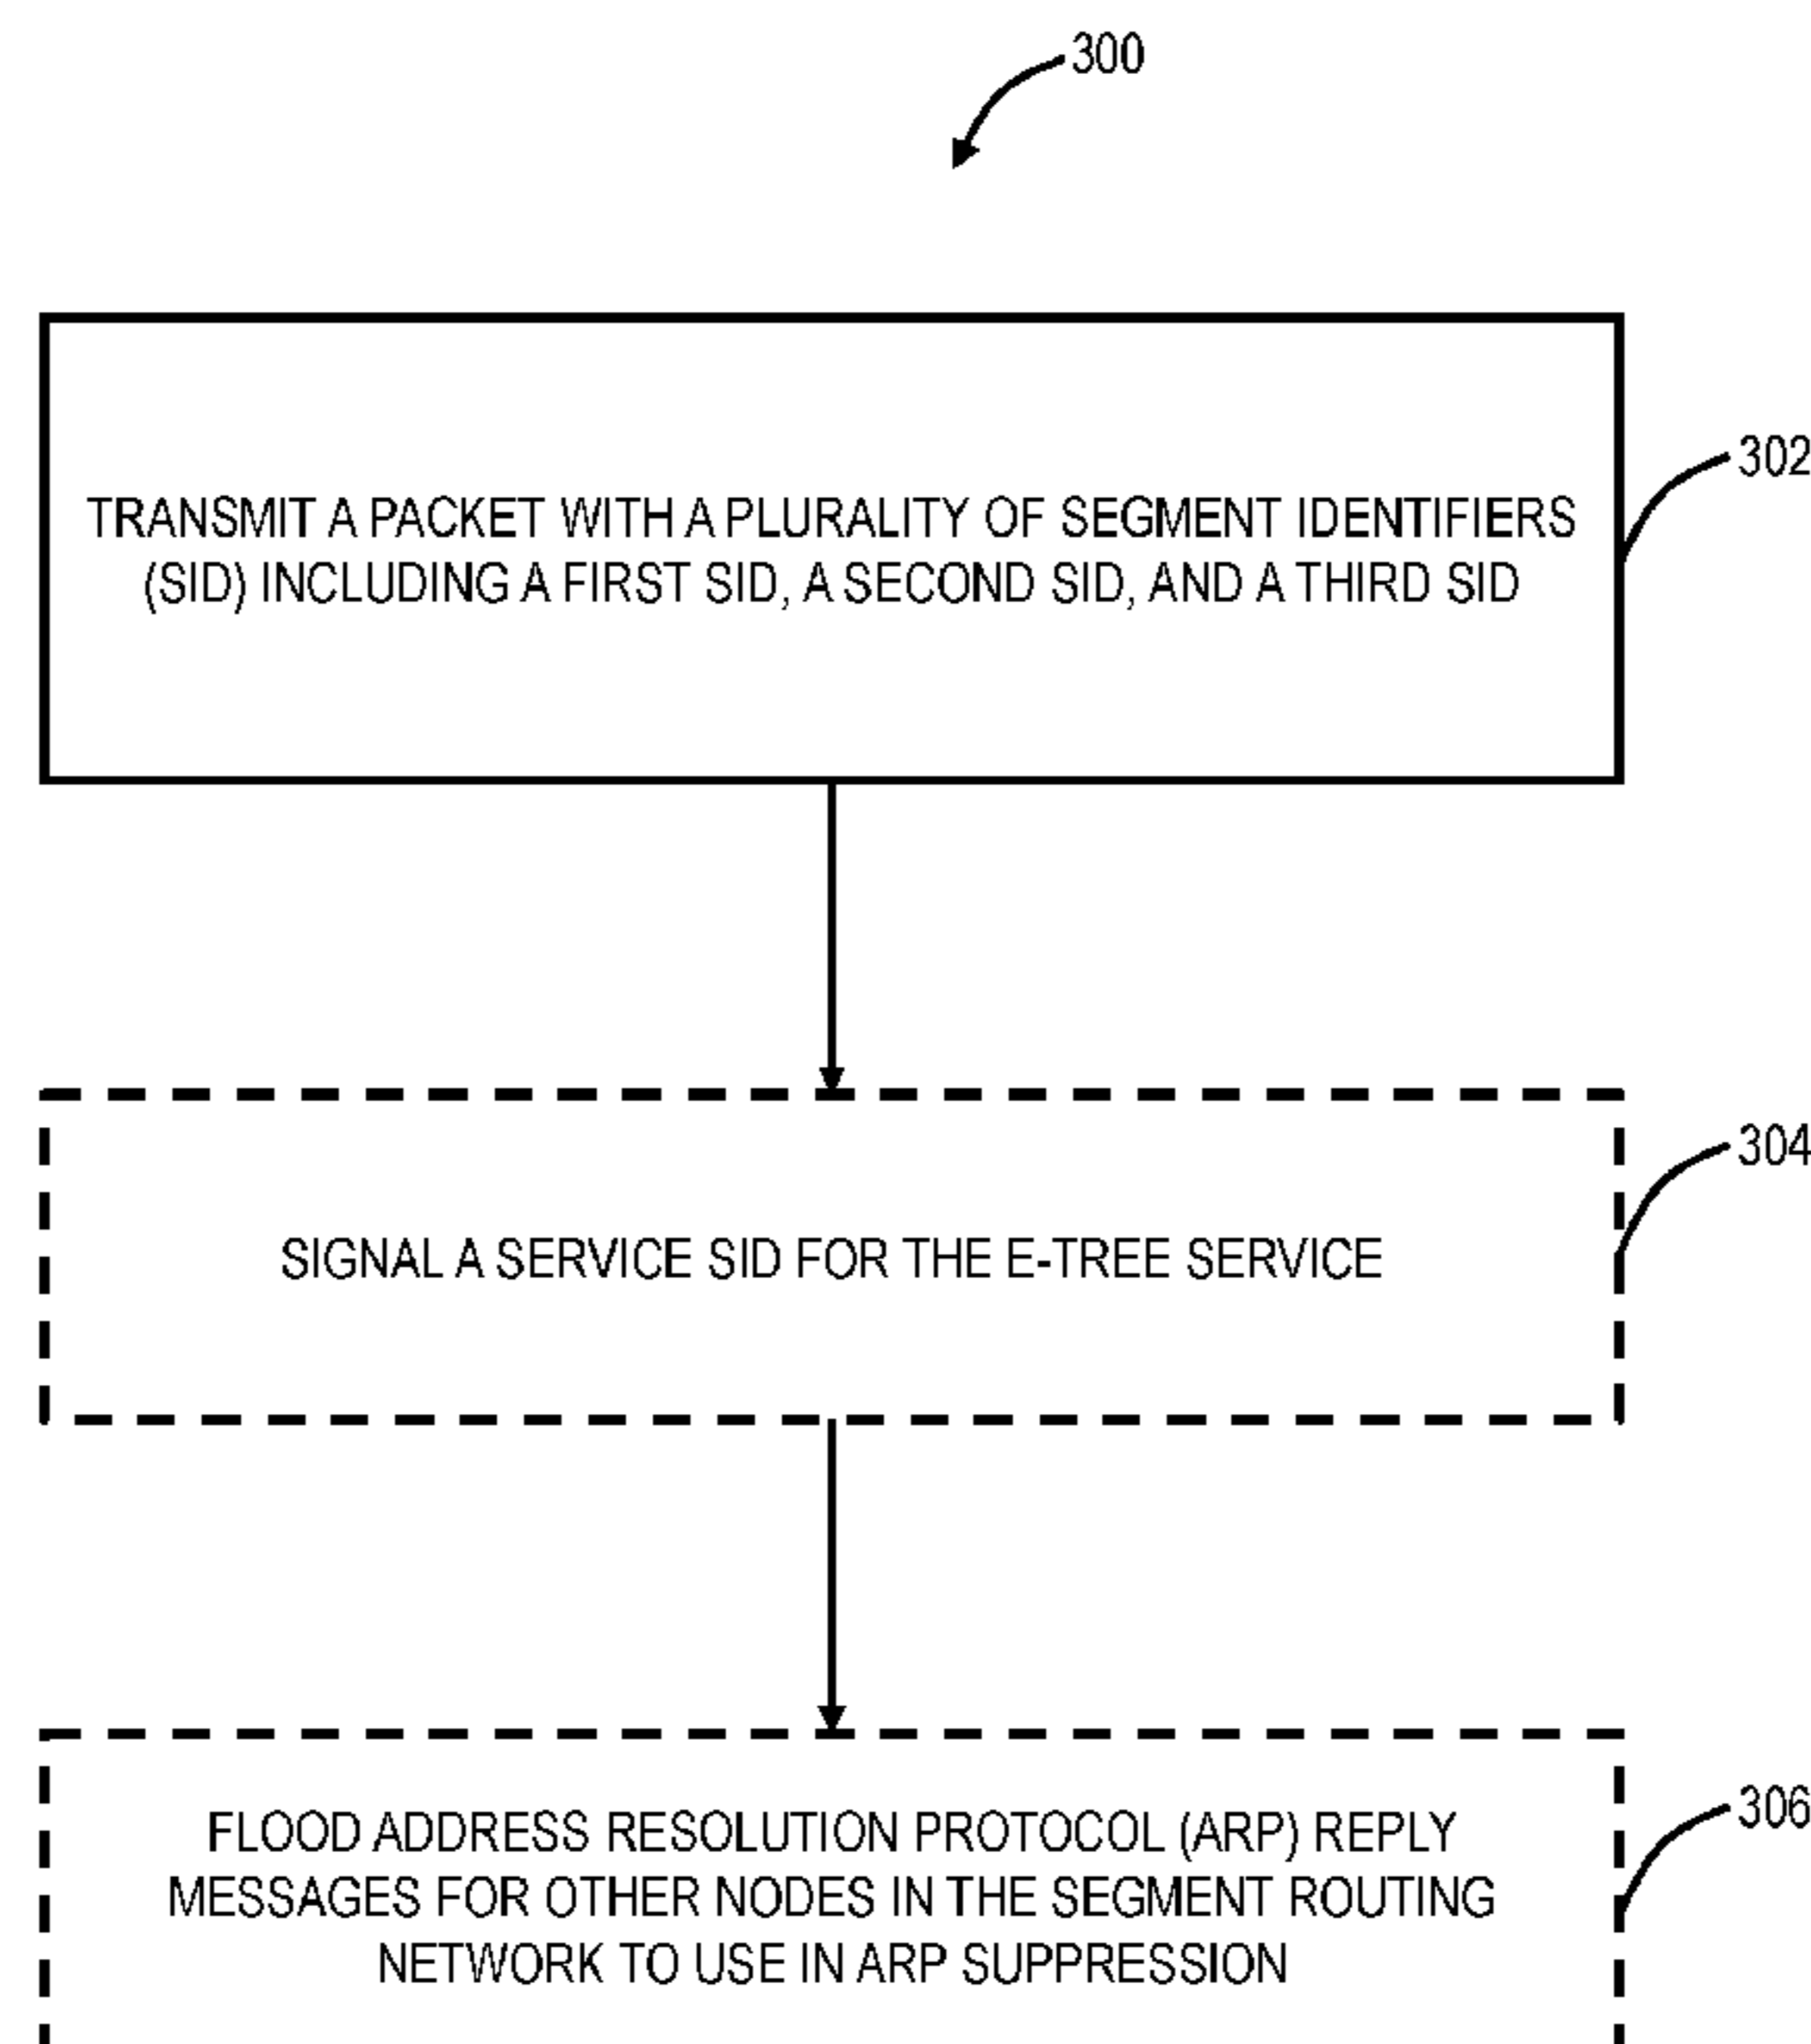 300
TRANSMIT A PACKET WITH A PLURALITY OF SEGMENT IDENTIFIERS
(SID) INCLUDING A FIRST SID, A SECOND SID, AND A THIRD SID
302
SIGNAL A SERVICE SID FOR THE E-TREE SERVICE
304
FLOOD ADDRESS RESOLUTION PROTOCOL (ARP) REPLY
MESSAGES FOR OTHER NODES IN THE SEGMENT ROUTING
NETWORK TO USE IN ARP SUPPRESSION
306